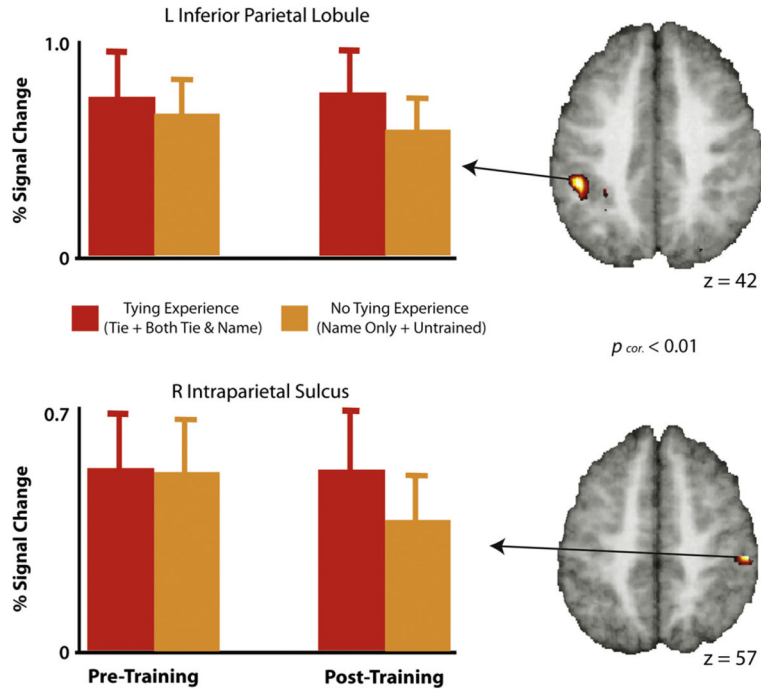 L Inferior Parietal Lobule
1.0
% Signal Change
0
z = 42
Tying Experience
(Tie + Both Tie & Name)
No Tying Experience
(Name Only + Untrained)
p cor. < 0.01
R Intraparietal Sulcus
0.7
% Signal Change
0
z = 57
Pre-Training
Post-Training